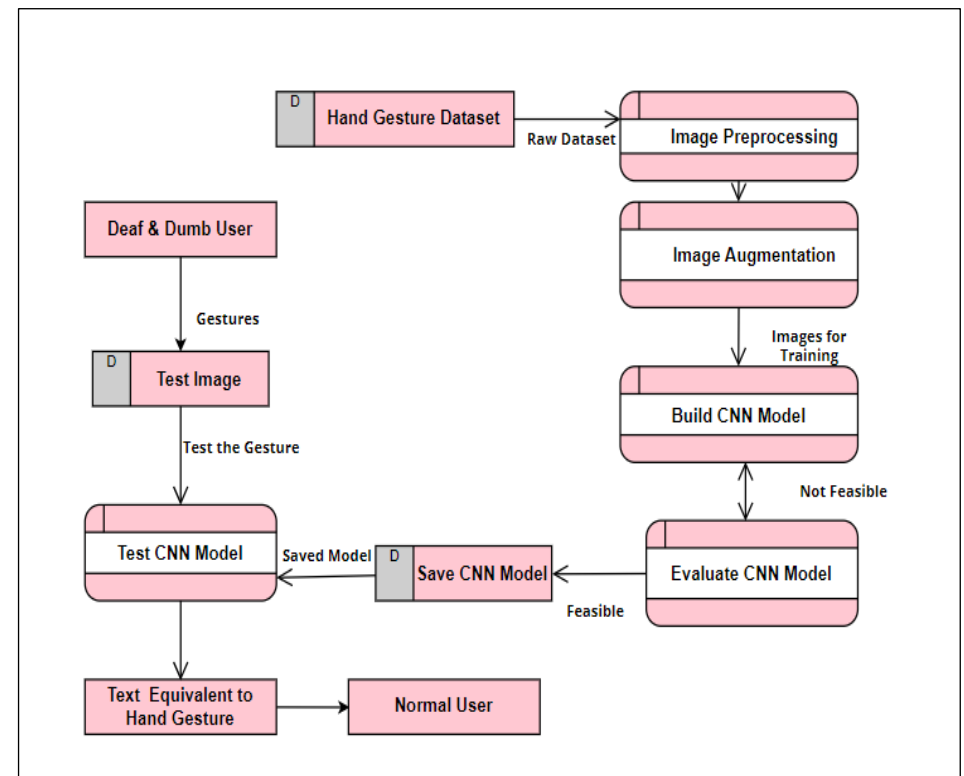 D
Hand Gesture Dataset
Raw Dataset
Image Preprocessing
Deaf & Dumb User
Image Augmentation
Gestures
Images for
Training
D
Test Image
Build CNN Model
Test the Gesture
Not Feasible
Test CNN Model
Saved Model
D
Save CNN Model
Evaluate CNN Model
Feasible
Text Equivalent to
Hand Gesture
Normal User